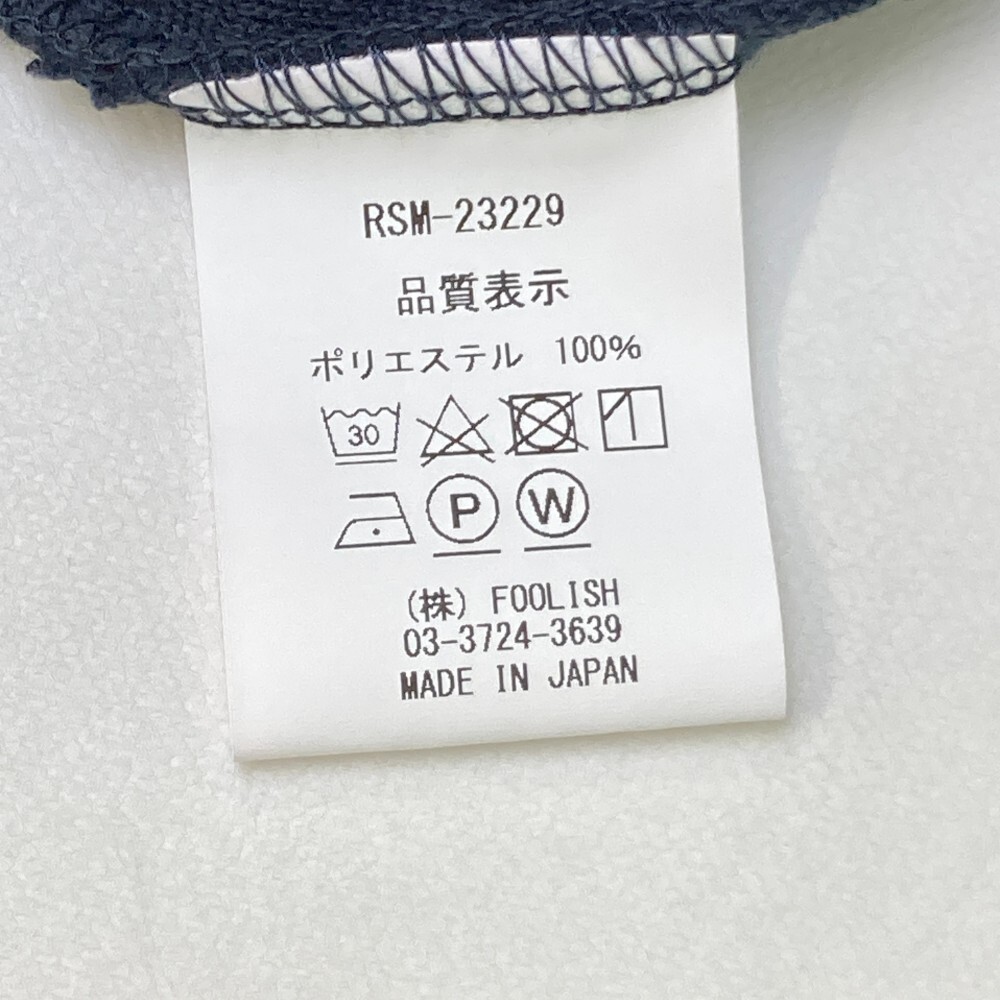 RSM-23229
品質表示
ポリエステル 100%
30
P W
(株) FOOLISH
03-3724-3639
MADE IN JAPAN